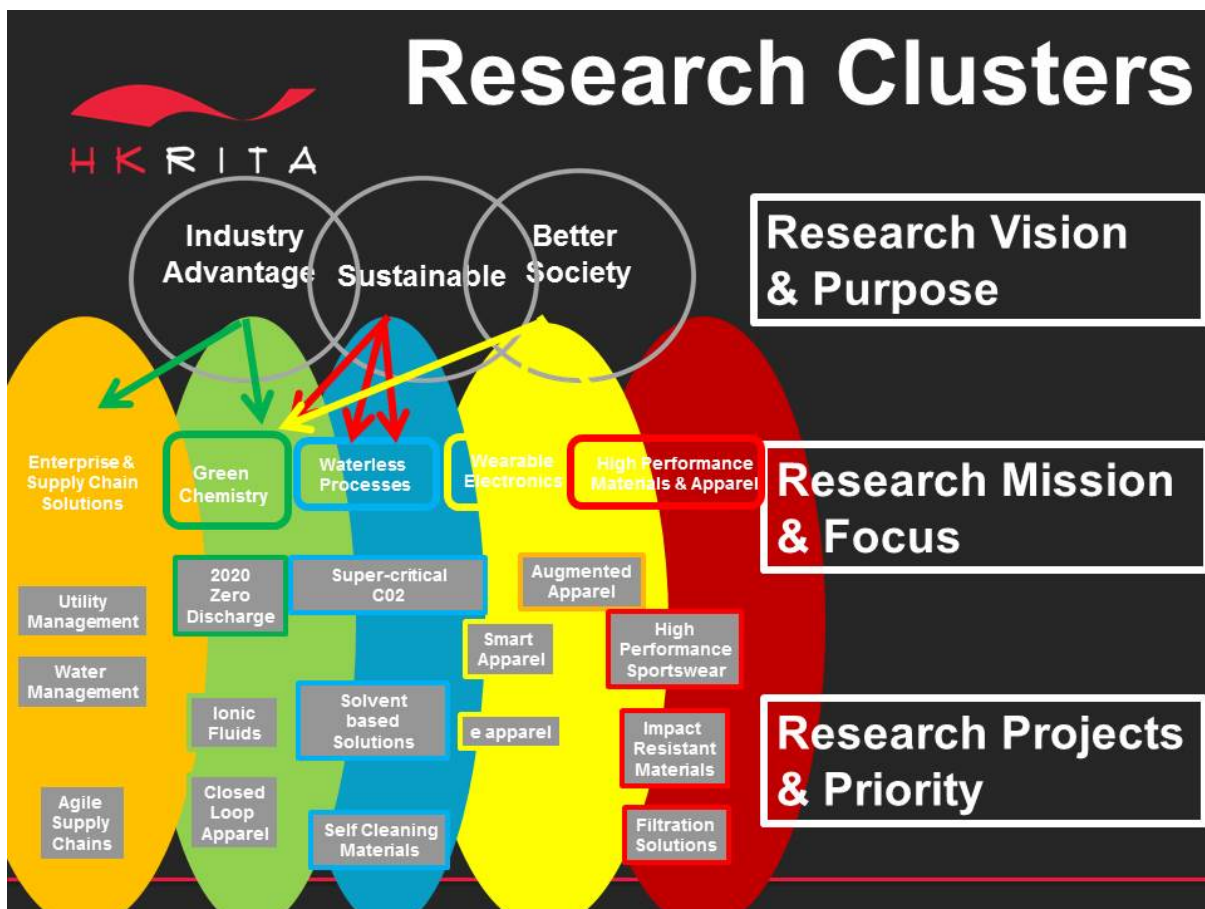 Research Clusters
HKRITA
Industry
Advantage
Sustainable
Better
Society
Research Vision
& Purpose
Enterprise &
Supply Chain
Solutions
Green
Chemistry
Waterless
Processes
Wearable
Electronics
High Performance
Materials & Apparel
Research Mission
& Focus
Utility
Management
Water
Management
Agile
Supply
Chains
2020
Zero
Discharge
Ionic
Fluids
Closed
Loop
Apparel
Super-critical
C02
Solvent
based
Solutions
Self Cleaning
Materials
Augmented
Apparel
Smart
Apparel
e apparel
High
Performance
Sportswear
Impact
Resistant
Materials
Filtration
Solutions
Research Projects
& Priority